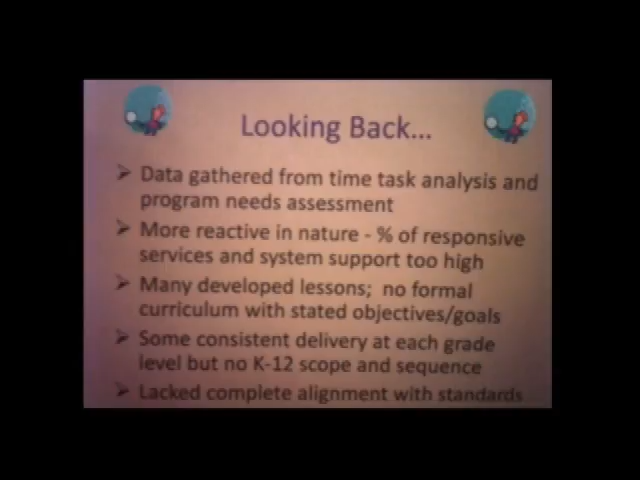 Looking Back...
➢ Data gathered from time task analysis and
program needs assessment
➢ More reactive in nature - % of responsive
services and system support too high
➢ Many developed lessons; no formal
curriculum with stated objectives/goals
➢ Some consistent delivery at each grade
level but no K-12 scope and sequence
➢ Lacked complete alignment with standards